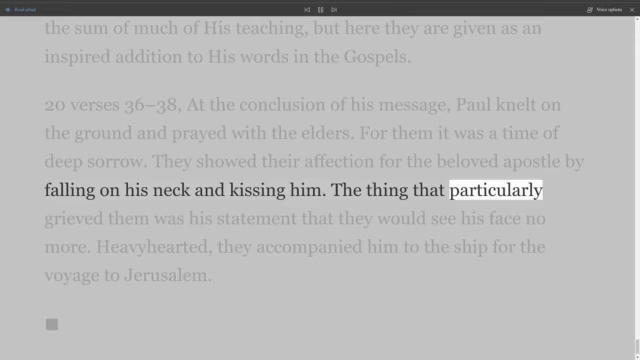 Read aloud
Voice options
the sum of much of His teaching, but here they are given as an
inspired addition to His words in the Gospels.
20 verses 36–38, At the conclusion of his message, Paul knelt on
the ground and prayed with the elders. For them it was a time of
deep sorrow. They showed their affection for the beloved apostle by
falling on his neck and kissing him. The thing that particularly
grieved them was his statement that they would see his face no
more. Heavyhearted, they accompanied him to the ship for the
voyage to Jerusalem.